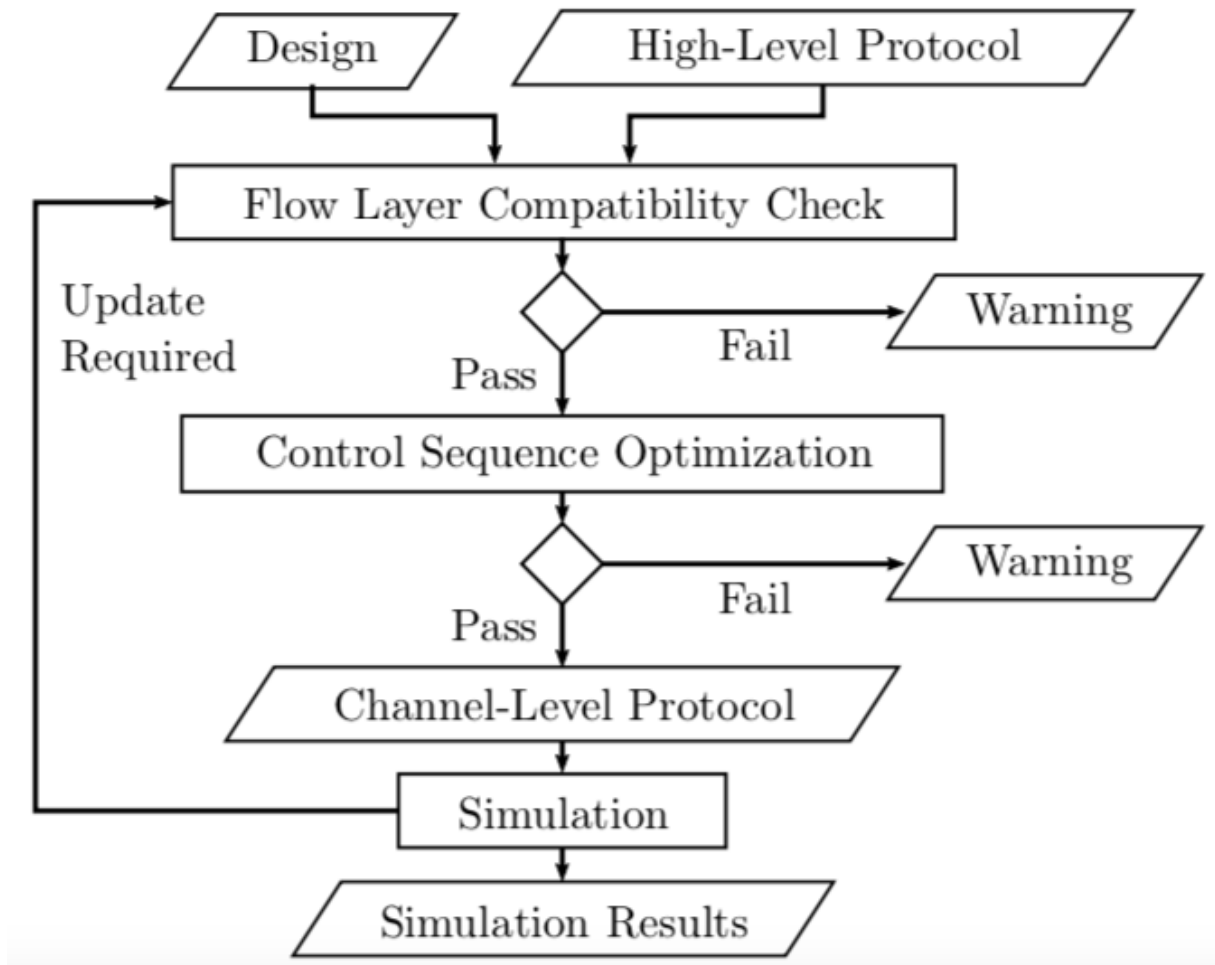 Design
High-Level Protocol
Flow Layer Compatibility Check
Update
Required
Warning
Fail
Pass
Control Sequence Optimization
Warning
Fail
Pass
Channel-Level Protocol
Simulation
Simulation Results